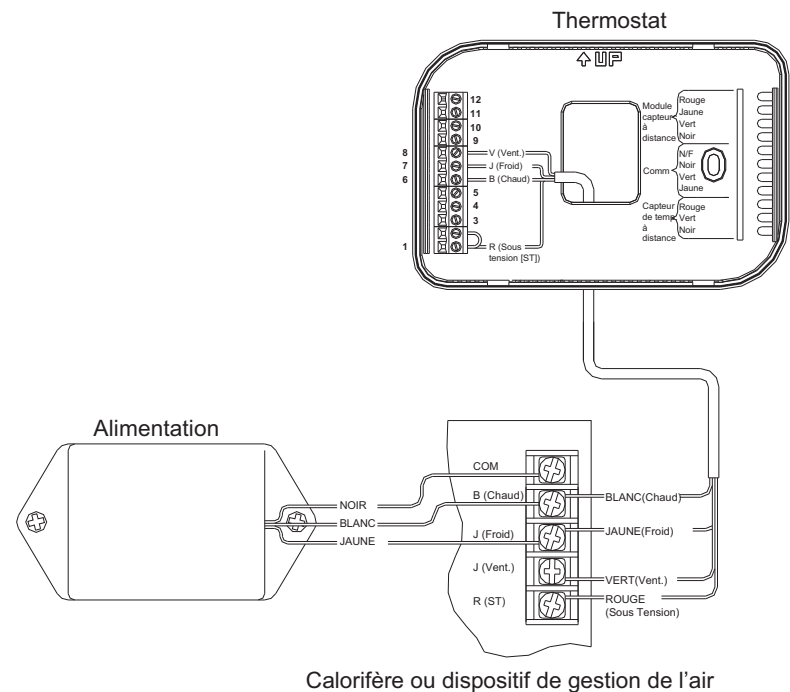 Thermostat
UP
12
11
10
9
8
7
6
5
4
3
1
V (Vent.)
J (Froid)
B (Chaud)
R (Sous
tension [ST])
Module
capteur
à
distance
Rouge
Jaune
Vert
Noir
Comm
N/F
Noir
Vert
Jaune
Capteur
de temp
à
distance
Rouge
Vert
Noir
Alimentation
NOIR
BLANC
JAUNE
COM
B (Chaud)
J (Froid)
J (Vent.)
R (ST)
BLANC(Chaud)
JAUNE(Froid)
VERT(Vent.)
ROUGE
(Sous Tension)
Calorifère ou dispositif de gestion de l’air